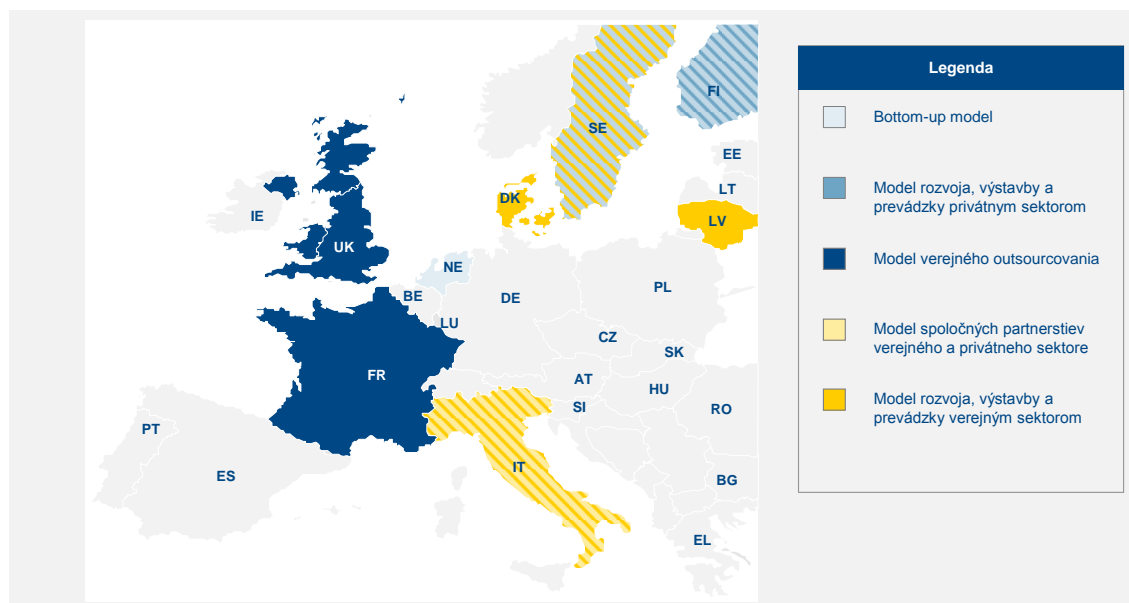 Legenda
Bottom-up model
Model rozvoja, výstavby a
prevádzky privátnym sektorom
Model verejného outsourcovania
Model spoločných partnerstiev
verejného a privátneho sektore
Model rozvoja, výstavby a
prevádzky verejným sektorom
FI
SE
EE
LT
DK
LV
IE
UK
NE
BE
DE
PL
LU
CZ
SK
FR
AT
HU
SI
RO
PT
IT
ES
BG
EL